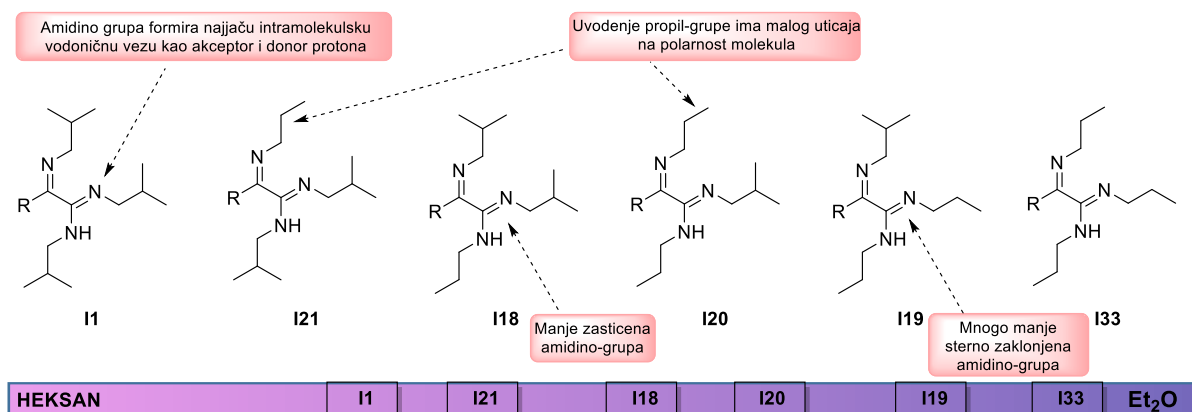 Amidino grupa formira najjaču intramolekulsku
vodoničnu vezu kao akceptor i donor protona
Uvođenje propil-grupe ima malog uticaja
na polarnost molekula
N
R
N
NH
N
R
N
NH
N
R
N
NH
N
R
N
NH
N
R
N
NH
N
R
N
NH
I1
I21
I18
I20
I19
I33
Manje zasticena
amidino-grupa
Mnogo manje
sterno zaklonjena
amidino-grupa
HEKSAN I1 I21 I18 I20 I19 I33 Et₂O